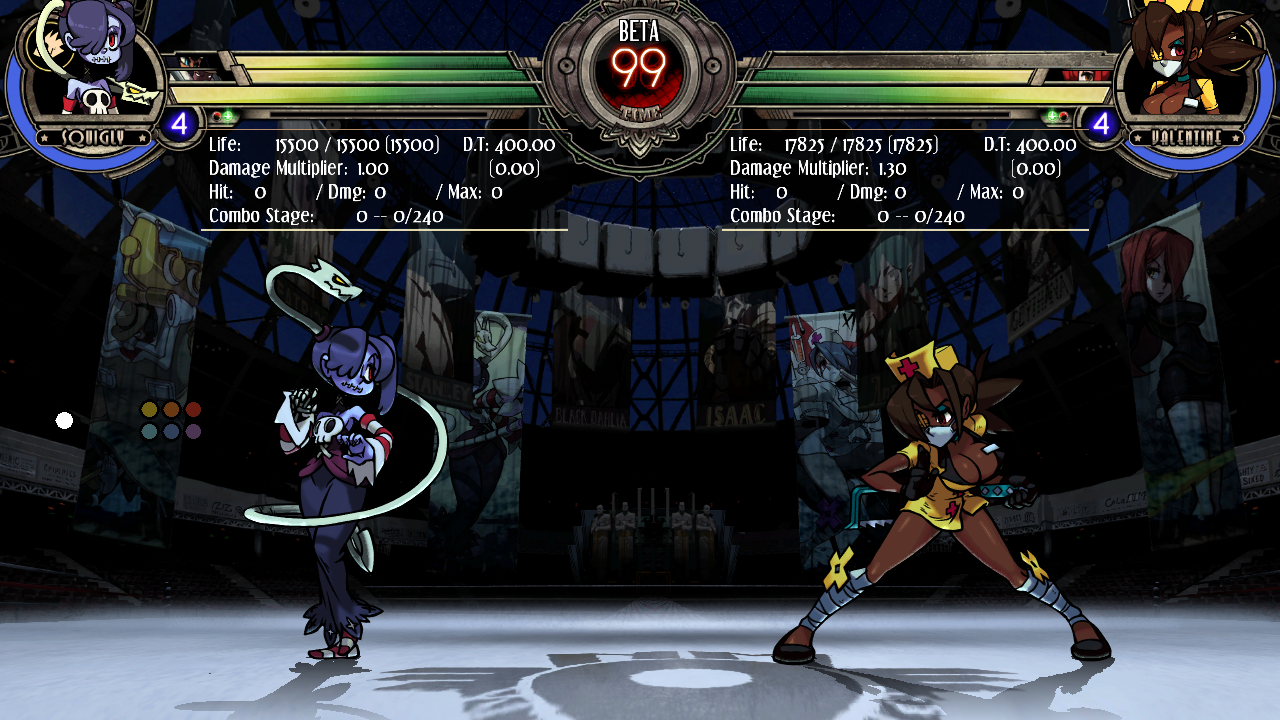 BETA
99
TIME
SQUIGLY
4
4
VALENTINE
Life: 15500 / 15500 (15500) D.T: 400.00
Damage Multiplier: 1.00 (0.00)
Hit: 0 / Dmg: 0 / Max: 0
Combo Stage: 0 -- 0/240
Life: 17825 / 17825 (17825) D.T: 400.00
Damage Multiplier: 1.30 (0.00)
Hit: 0 / Dmg: 0 / Max: 0
Combo Stage: 0 -- 0/240
STANLEY
BLACK DAHLIA
ISAAC